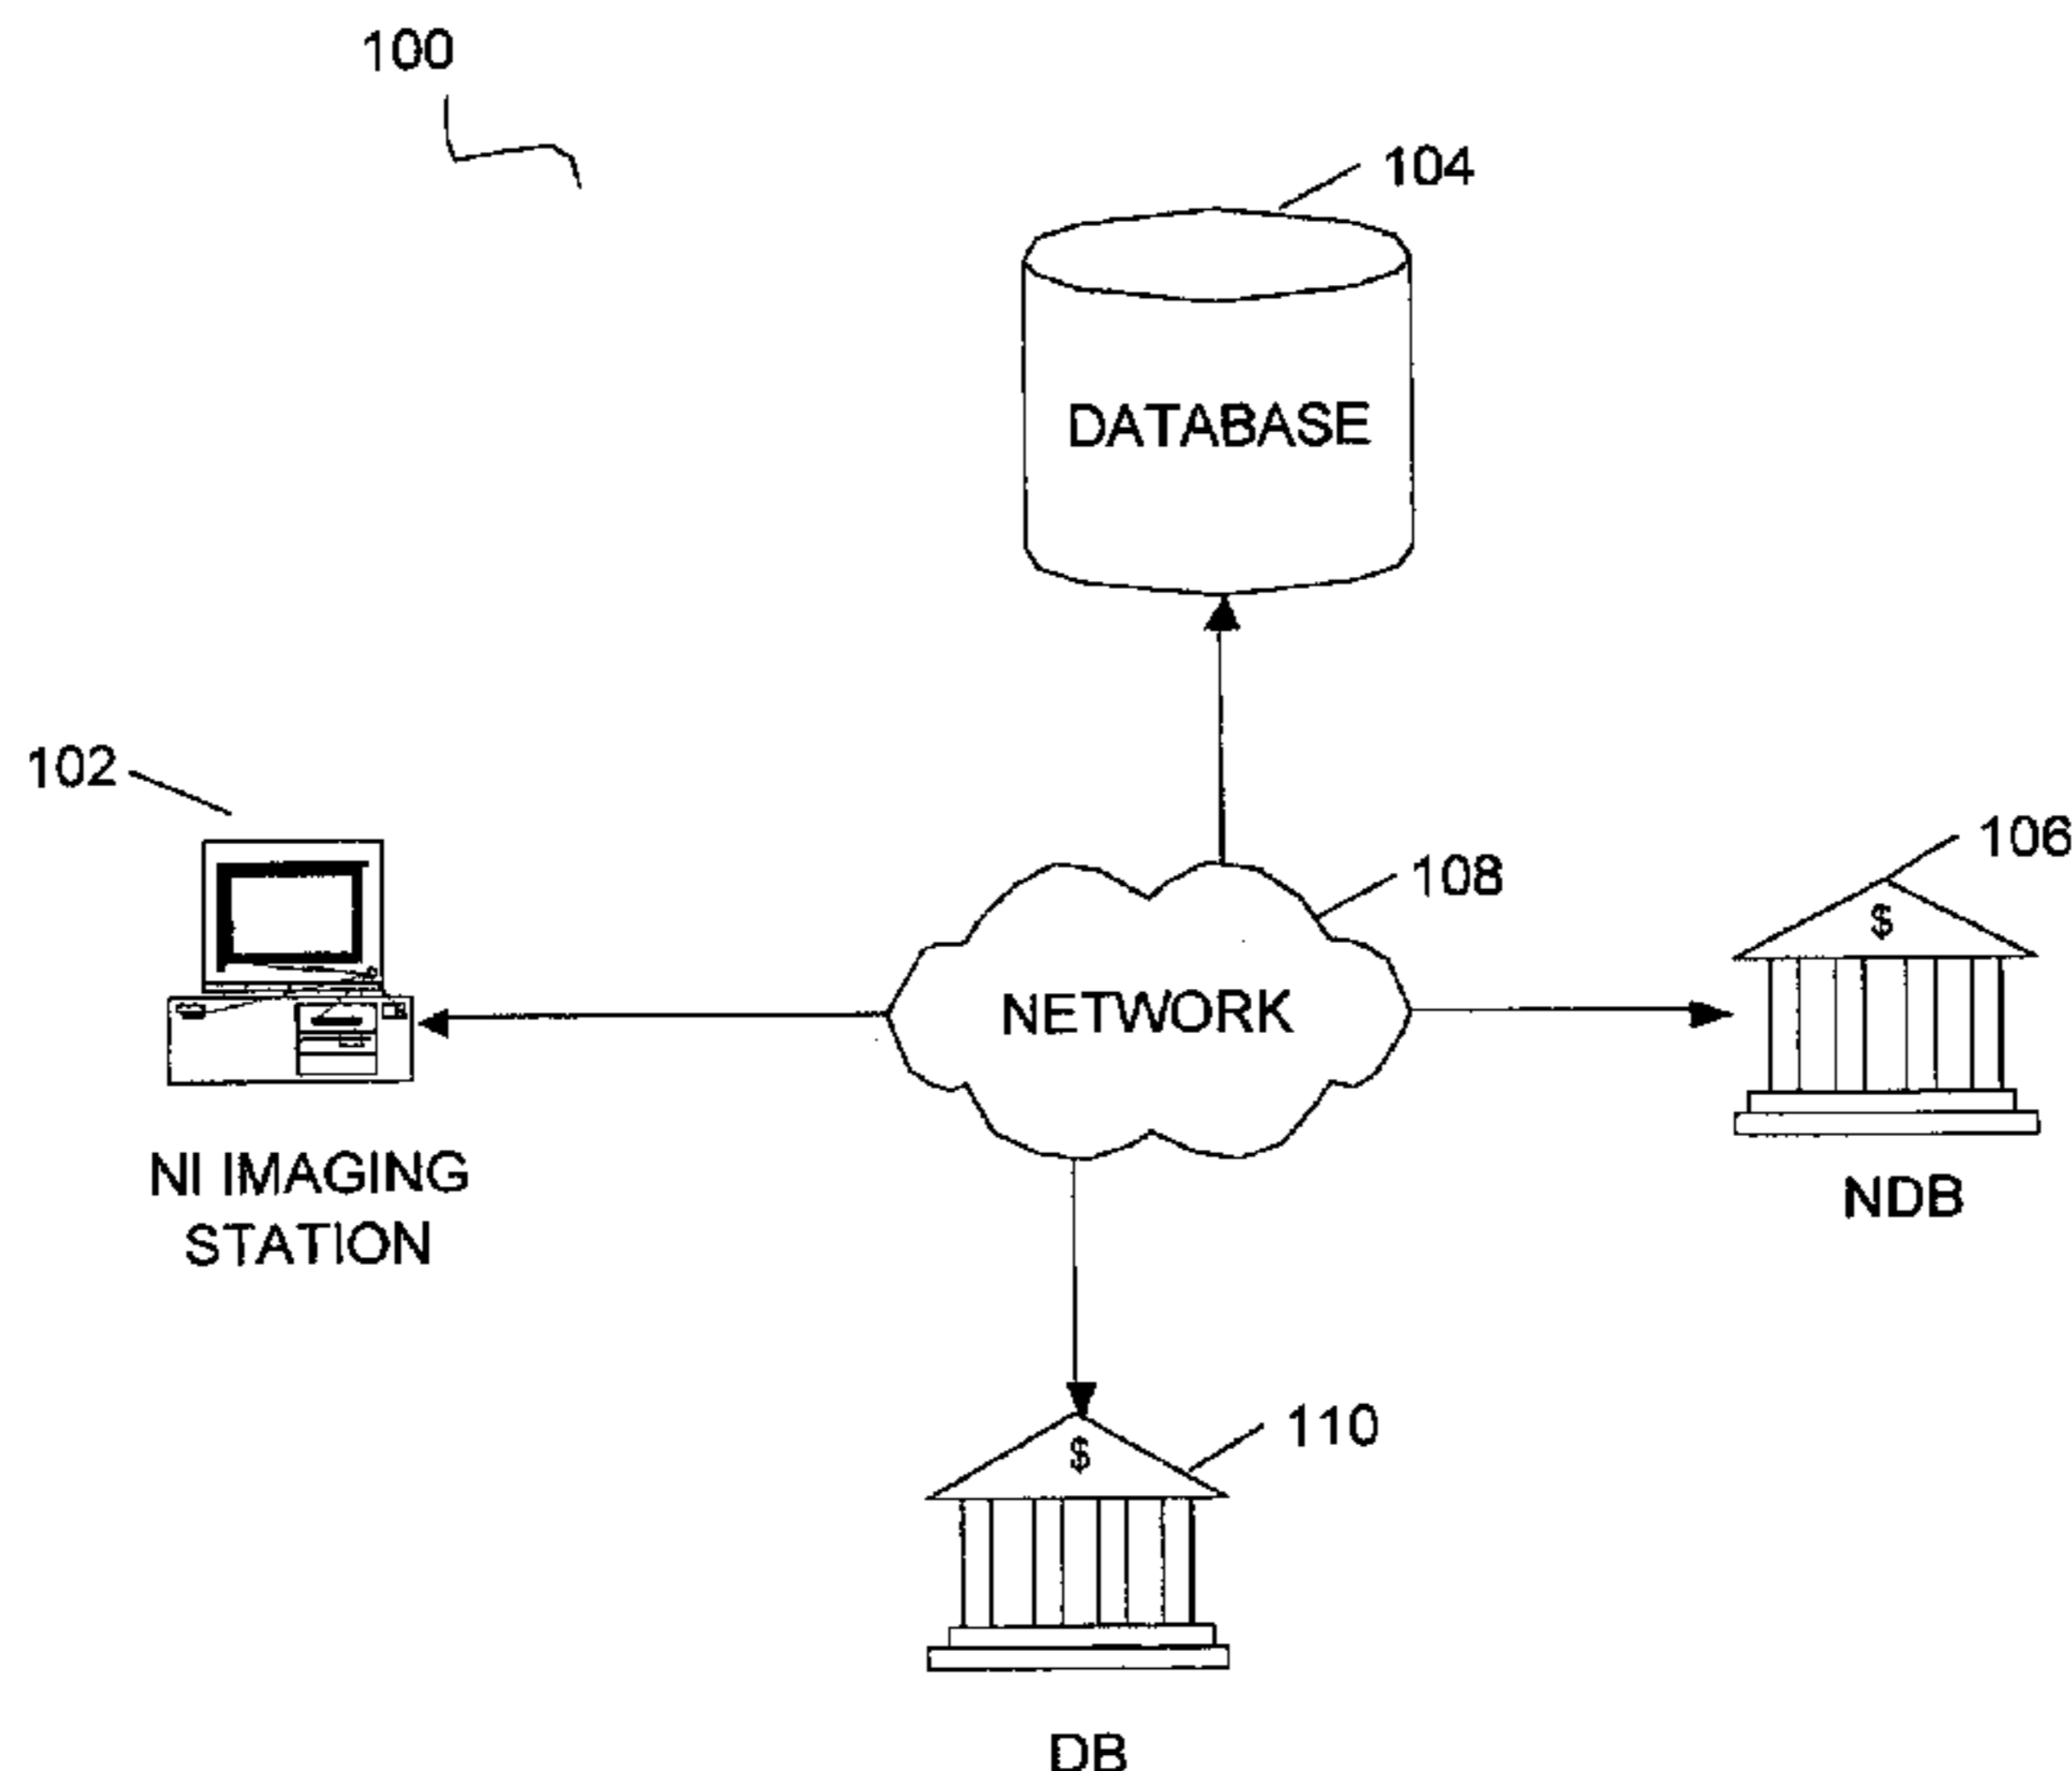 100
104
DATABASE
102
106
$
108
NETWORK
NI IMAGING
STATION
NDB
110
$
DB